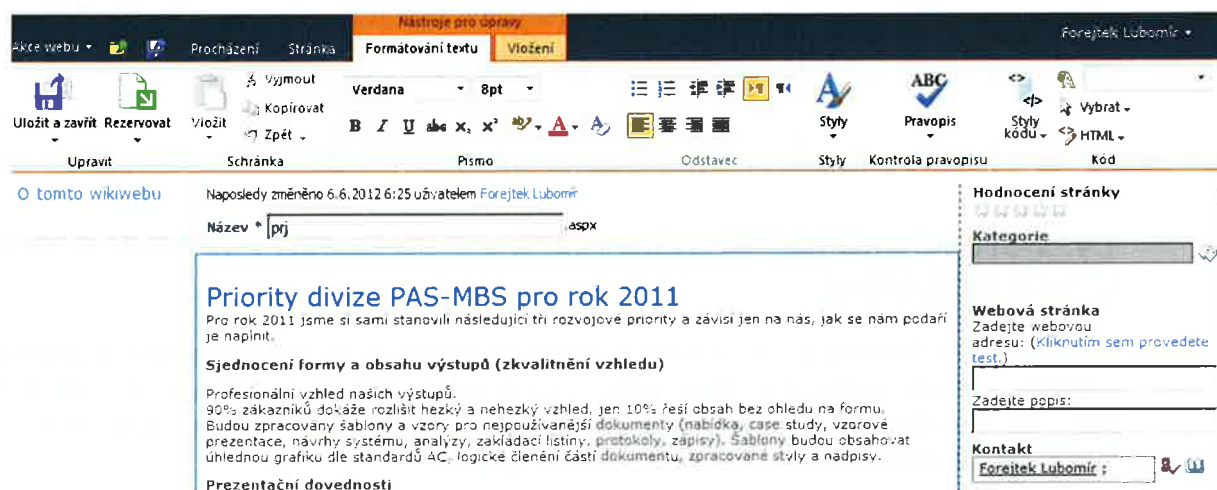 Nástroje pro úpravy
Forejtek Lubomír
Akce webu
Procházení Stránka Formátování textu Vložení
Uložit a zavřít Rezervovat
Vložit
Vyjmout
Kopírovat
Zpět
Verdana 8pt
B I U abc x₂ x² A
Styly
ABC
Pravopis
Styly kódu
Vybrat
HTML
Upravit Schránka Písmo Odstavec Styly Kontrola pravopisu Kód
O tomto wikiwebu
Naposledy změněno 6.6.2012 6:25 uživatelem Forejtek Lubomír
Název * prj .aspx
Priority divize PAS-MBS pro rok 2011
Pro rok 2011 jsme si sami stanovili následující tři rozvojové priority a závisí jen na nás, jak se nám podaří
je naplnit.
Sjednocení formy a obsahu výstupů (zkvalitnění vzhledu)
Profesionální vzhled našich výstupů.
90% zákazníků dokáže rozlišit hezký a nehezký vzhled, jen 10% řeší obsah bez ohledu na formu.
Budou zpracovány šablony a vzory pro nejpoužívanější dokumenty (nabídka, case study, vzorové
prezentace, návrhy systému, analýzy, zakládací listiny, protokoly, zápisy). Šablony budou obsahovat
úhlednou grafiku dle standardů AC, logické členění částí dokumentu, zpracované styly a nadpisy.
Prezentační dovednosti
Hodnocení stránky
Kategorie
Webová stránka
Zadejte webovou
adresu: (Kliknutím sem provedete
test.)
Zadejte popis:
Kontakt
Forejtek Lubomír ;